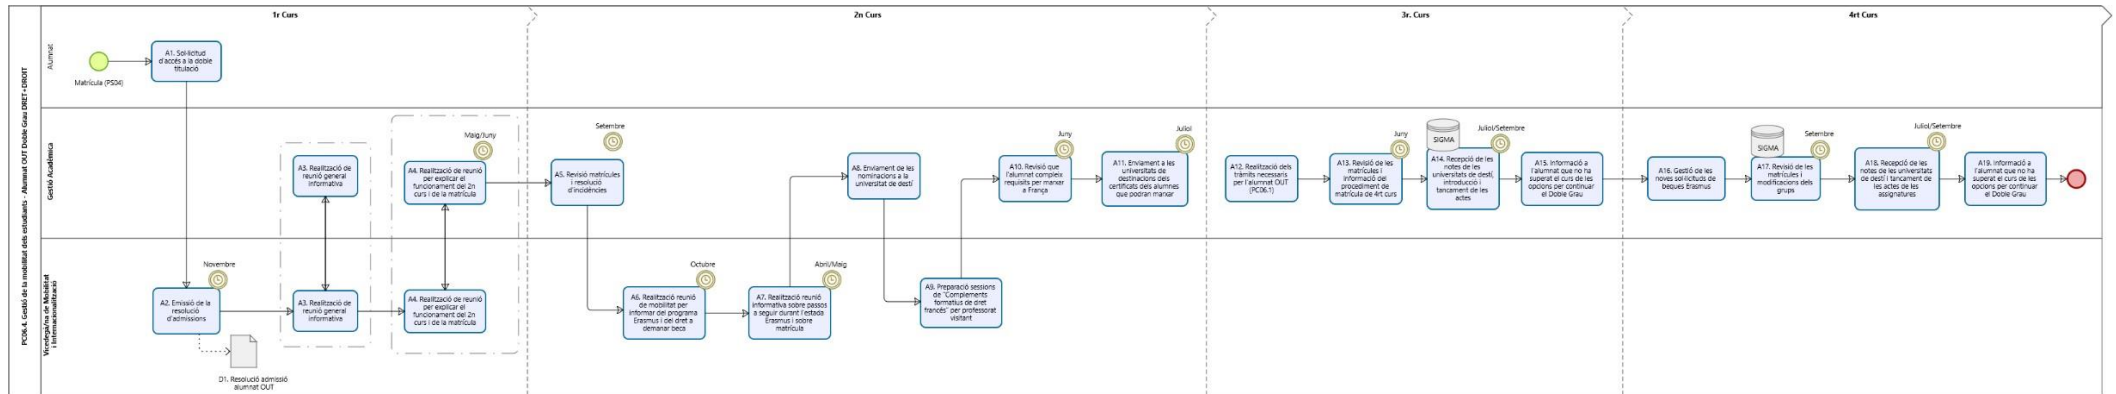 PC06.4. Gestió de la mobilitat dels estudiants - Alumnat OUT Doble Grau DRET+DROIT
1r Curs
2n Curs
3r. Curs
4rt Curs
Alumnat
Matrícula (PS04)
A1. Sol·licitud
d'accés a la doble
titulació
Gestió Acadèmica
A3. Realització de
reunió general
informativa
Maig/Juny
A4. Realització de reunió
per explicar el
funcionament del 2n
curs i de la matrícula
Setembre
A5. Revisió matrícules
i resolució
d'incidències
A8. Enviament de les
nominacions a la
universitat de destí
Juny
A10. Revisió que
l'alumnat compleix
requisits per marxar
a França
Juliol
A11. Enviament a les
universitats de
destinacions dels
certificats dels alumnes
que podran marxar
A12. Realització dels
tràmits necessaris
per l'alumnat OUT
[PC06.1]
Juny
A13. Revisió de les
matrícules i
informació del
procediment de
matrícula de 4rt curs
SIGMA
Juliol/Setembre
A14. Recepció de les
notes de les
universitats de destí,
introducció i
tancament de les
actes
A15. Informació a
l'alumnat que no ha
superat el curs de les
opcions per continuar
el Doble Grau
A16. Gestió de les
noves sol·licituds de
beques Erasmus
SIGMA
Setembre
A17. Revisió de les
matrícules i
modificacions dels
grups
Juliol/Setembre
A18. Recepció de les
notes de les universitats
de destí i tancament de
les actes de les
assignatures
A19. Informació a
l'alumnat que no ha
superat el curs de les
opcions per continuar
el Doble Grau
Vicedegà/na de Mobilitat
i Internacionalització
Novembre
A2. Emissió de la
resolució
d'admissions
D1. Resolució admissió
alumnat OUT
A3. Realització de
reunió general
informativa
A4. Realització de reunió
per explicar el
funcionament del 2n
curs i de la matrícula
Octubre
A6. Realització reunió
de mobilitat per
informar del programa
Erasmus i del dret a
demanar beca
Abril/Maig
A7. Realització reunió
informativa sobre passos
a seguir durant l'estada
Erasmus i sobre
matrícula
A9. Preparació sessions
de "Complements
formatius de dret
francés" per professorat
visitant